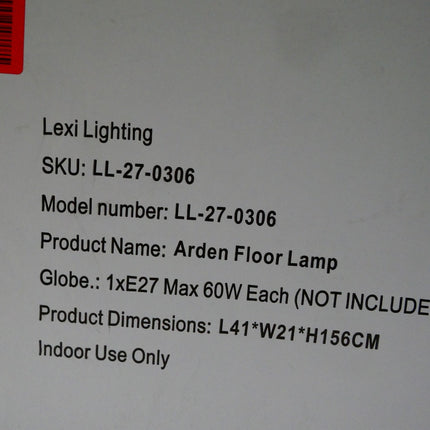 Lexi Lighting
SKU: LL-27-0306
Model number: LL-27-0306
Product Name: Arden Floor Lamp
Globe.: 1xE27 Max 60W Each (NOT INCLUDE
Product Dimensions: L41*W21*H156CM
Indoor Use Only